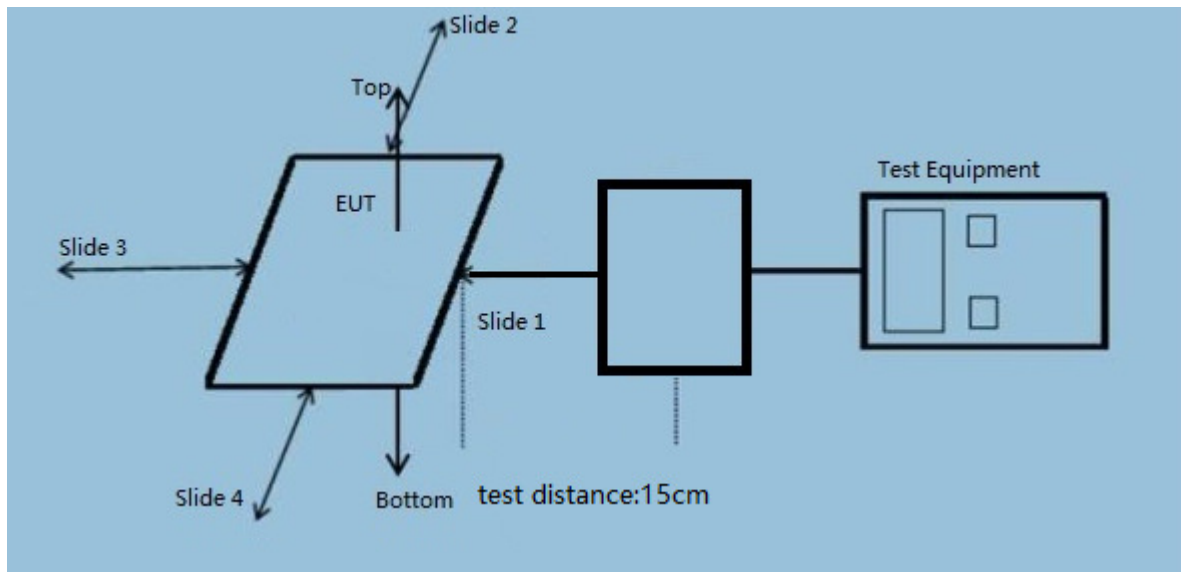 Slide 2
Top
Test Equipment
EUT
Slide 3
Slide 1
Slide 4
Bottom
test distance:15cm